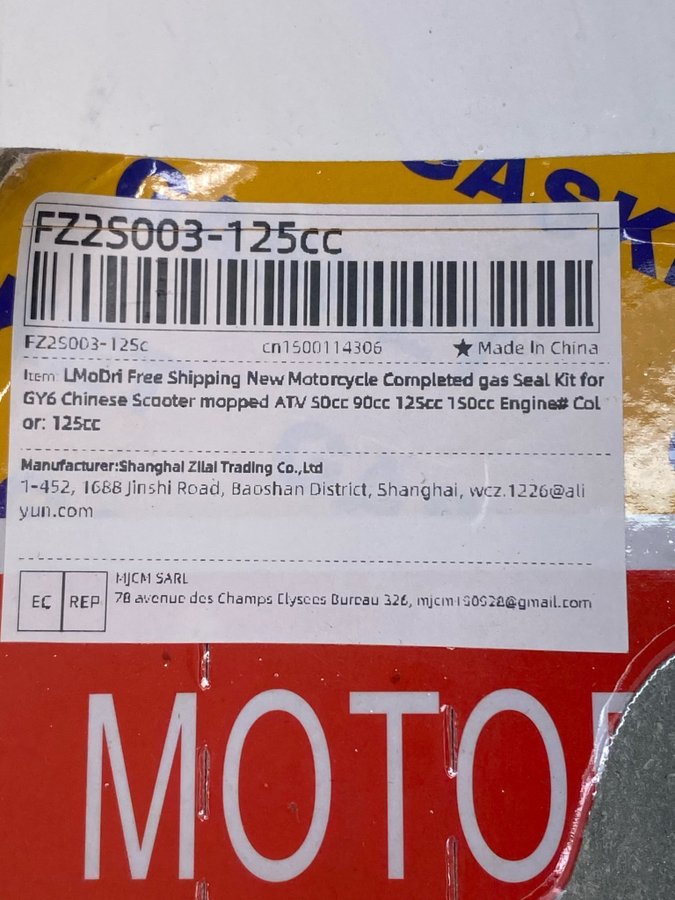 GASK
FZ2S003-125cc
FZ2S003-125c cn1500114306 ★ Made In China
Item: LMoDri Free Shipping New Motorcycle Completed gas Seal Kit for
GY6 Chinese Scooter mopped ATV 50cc 90cc 125cc 150cc Engine# Col
or: 125cc
Manufacturer:Shanghai Zilai Trading Co.,Ltd
1-452, 1688 Jinshi Road, Baoshan District, Shanghai, wcz.1226@ali
yun.com
EC REP
MJCM SARL
78 avenue des Champs Elysees Bureau 326,
MOTO